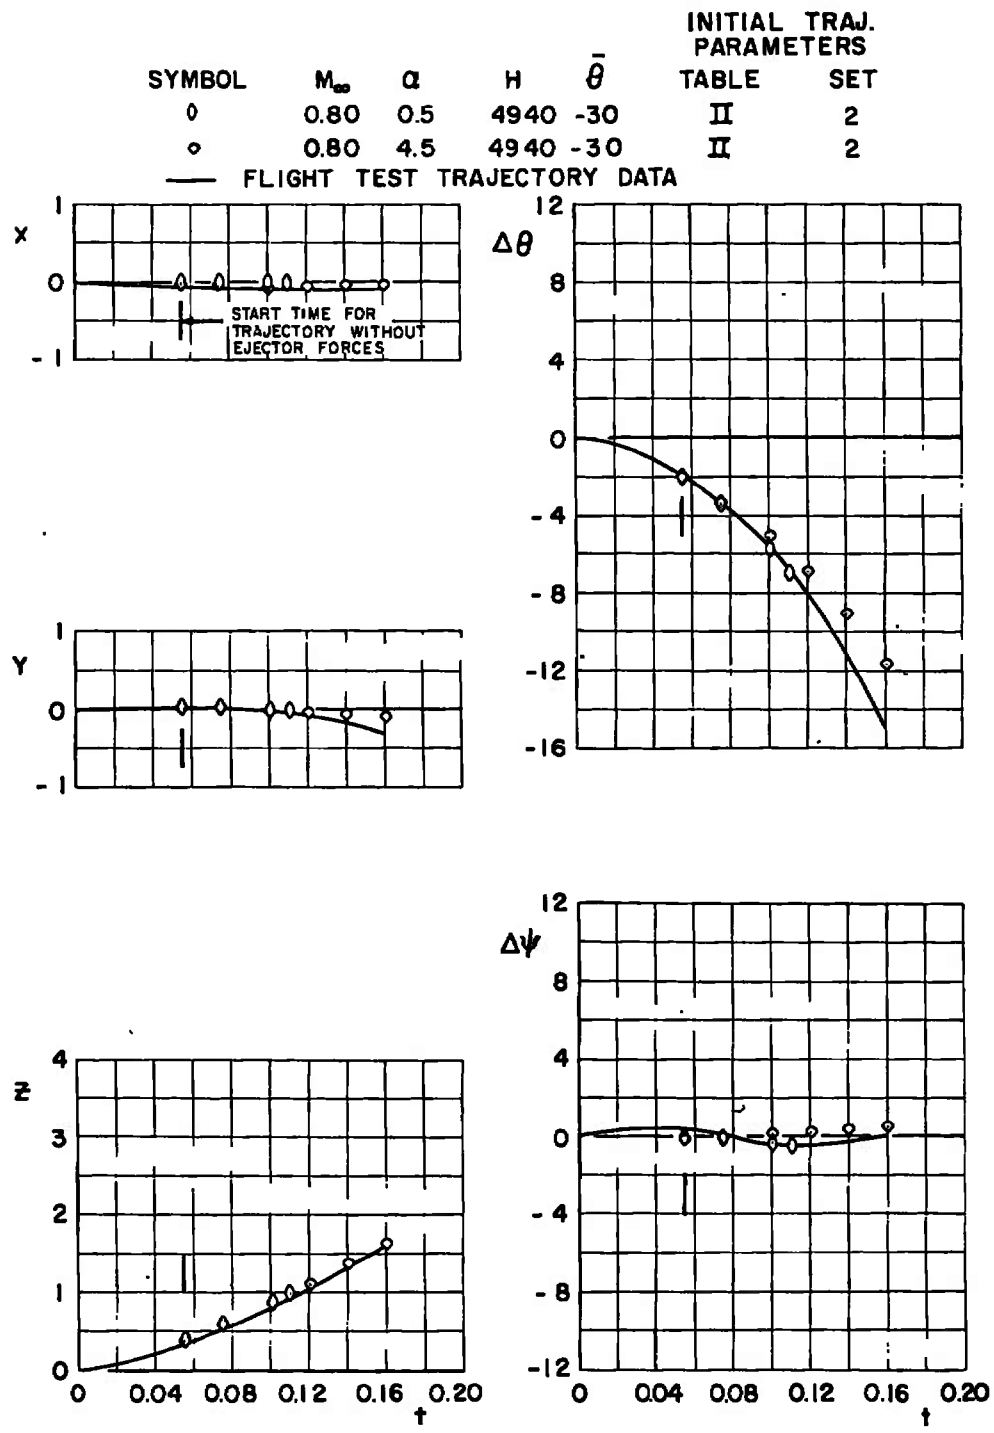 INITIAL TRAJ.
PARAMETERS
SYMBOL M∞ α H θ̄ TABLE SET
0.80 0.5 4940 -30 II 2
0.80 4.5 4940 -30 II 2
FLIGHT TEST TRAJECTORY DATA
1
X
0
-1
START TIME FOR
TRAJECTORY WITHOUT
EJECTOR FORCES
12
Δθ
8
4
0
-4
-8
-12
-16
1
Y
0
-1
12
Δψ
8
4
0
-4
-8
-12
0 0.04 0.08 0.12 0.16 0.20
t
4
Z
3
2
1
0
0 0.04 0.08 0.12 0.16 0.20
t